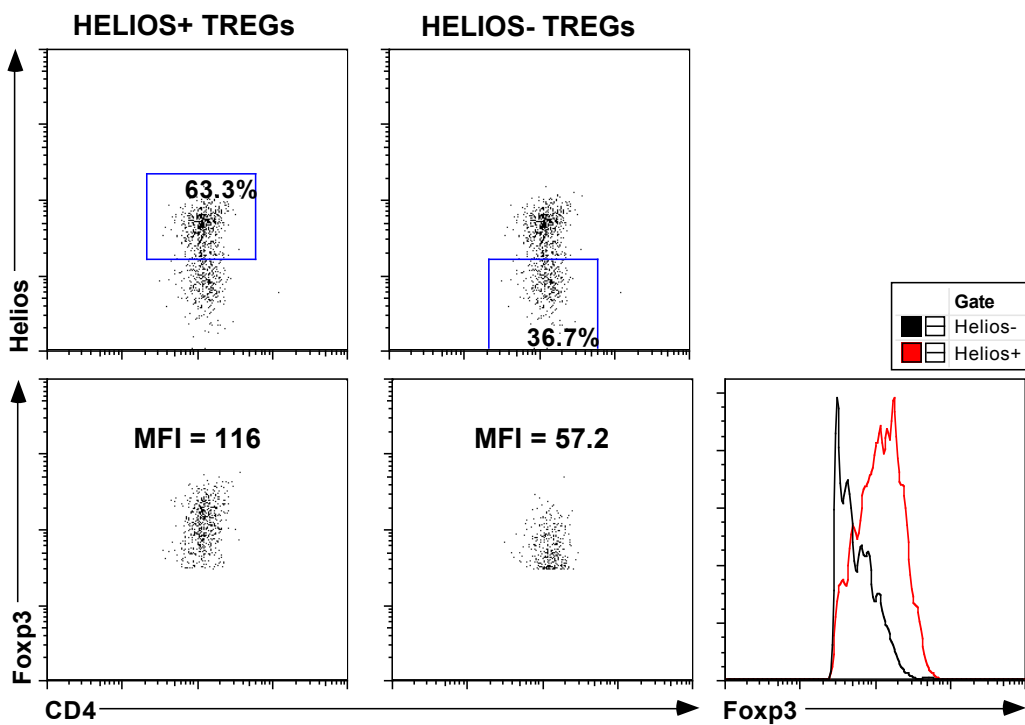 HELIOS+ TREGs
HELIOS- TREGs
63.3%
36.7%
Helios
Gate
Helios-
Helios+
MFI = 116
MFI = 57.2
Foxp3
CD4
Foxp3